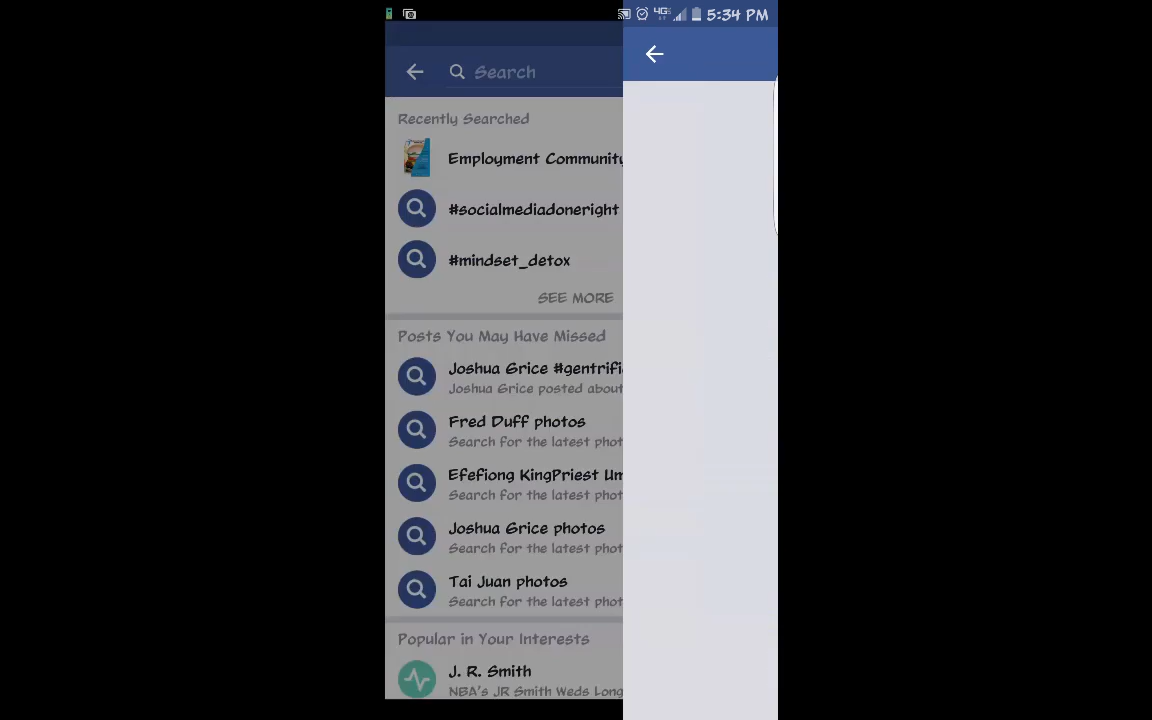 4G 5:34 PM
Search
Recently Searched
Employment Community
#socialmediadoneright
#mindset_detox
SEE MORE
Posts You May Have Missed
Joshua Grice #gentrifi
Joshua Grice posted about
Fred Duff photos
Search for the latest phot
Efefiong KingPriest Um
Search for the latest phot
Joshua Grice photos
Search for the latest phot
Tai Juan photos
Search for the latest phot
Popular in Your Interests
J. R. Smith
NBA's JR Smith Weds Long